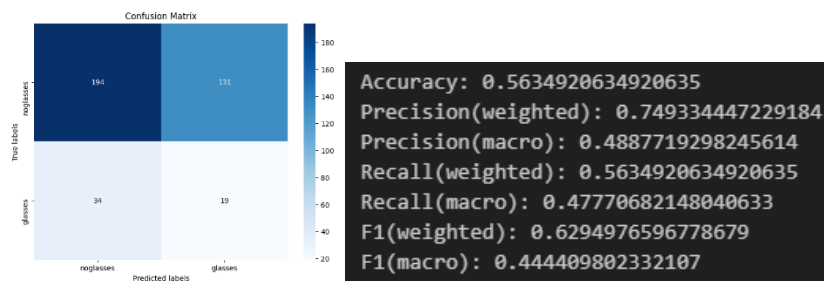 Confusion Matrix
194 131
34 19
noglasses
glasses
True labels
noglasses glasses
Predicted labels
180
160
140
120
100
80
60
40
20
Accuracy: 0.5634920634920635
Precision(weighted): 0.749334447229184
Precision(macro): 0.4887719298245614
Recall(weighted): 0.5634920634920635
Recall(macro): 0.47770682148040633
F1(weighted): 0.6294976596778679
F1(macro): 0.444409802332107